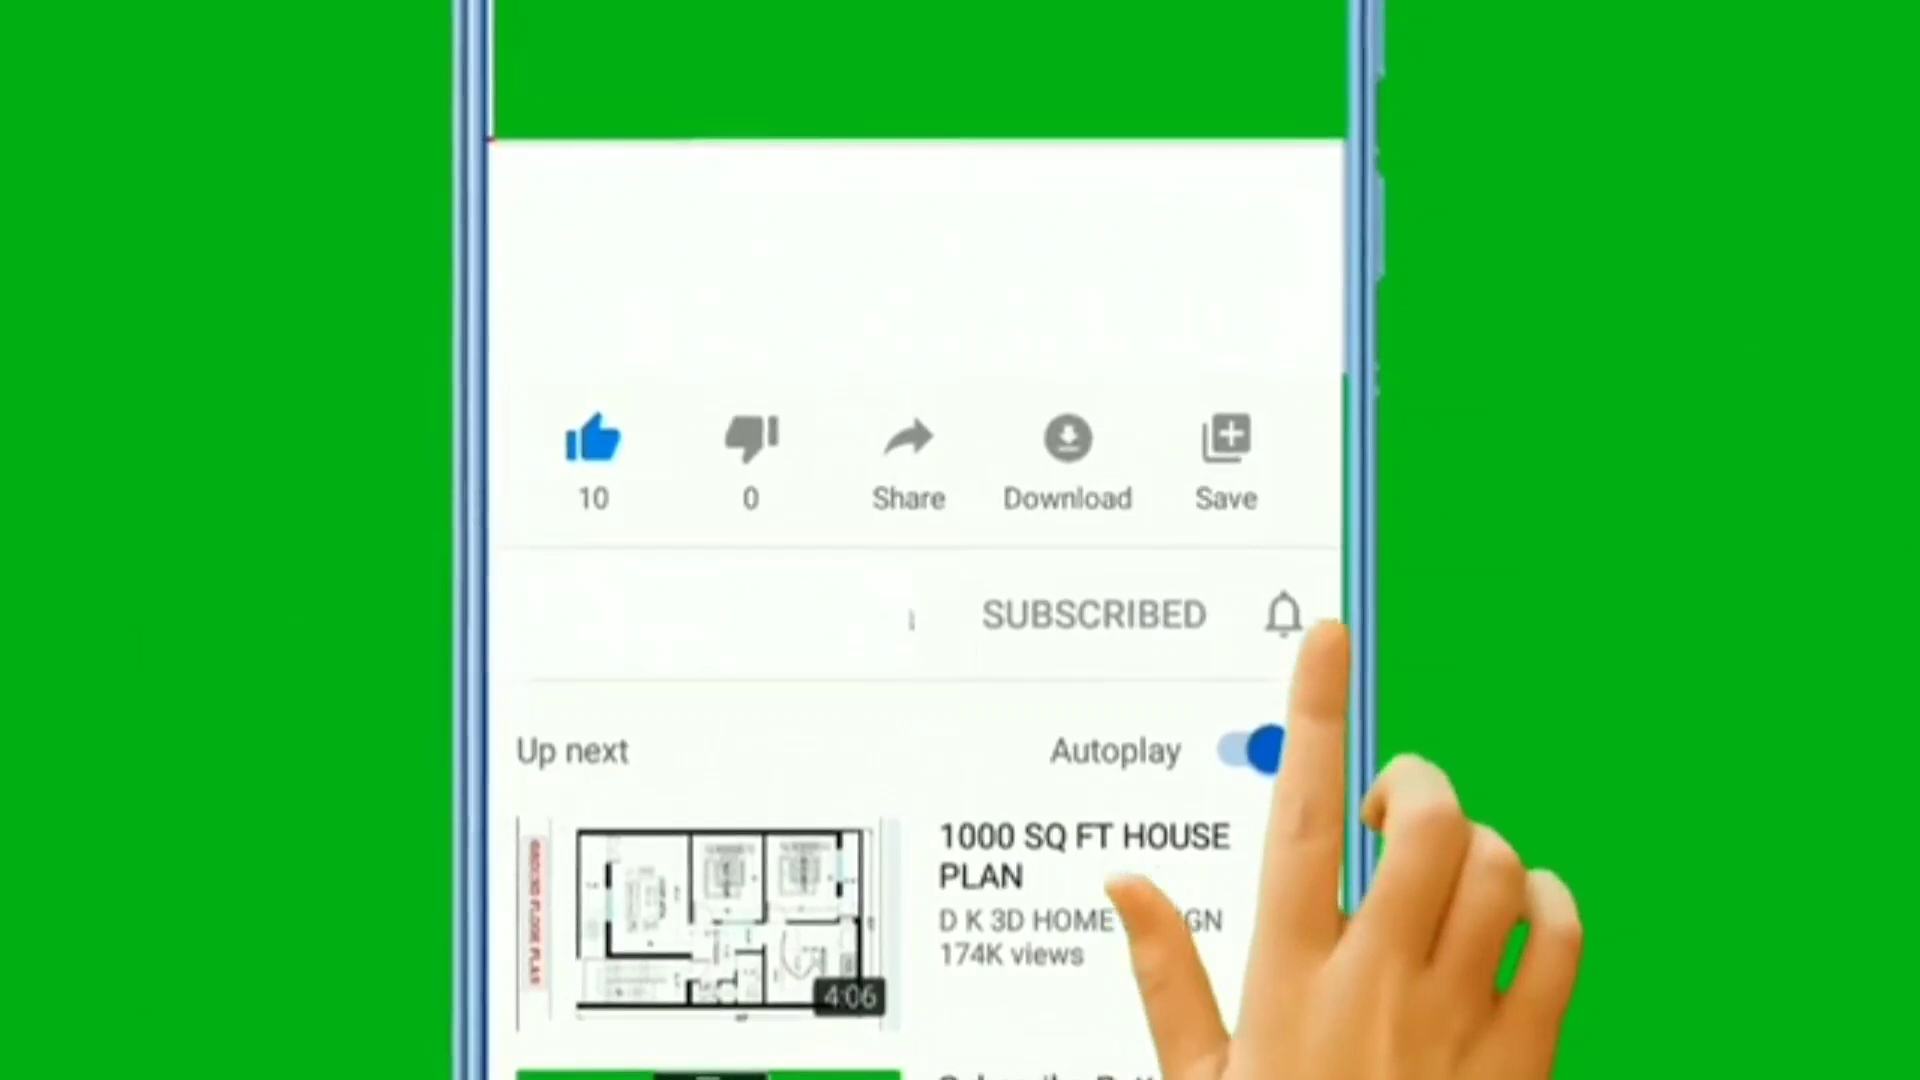 10
0
Share
Download
Save
SUBSCRIBED
Up next
Autoplay
1000 SQ FT HOUSE
PLAN
D K 3D HOME
174K views
4:06